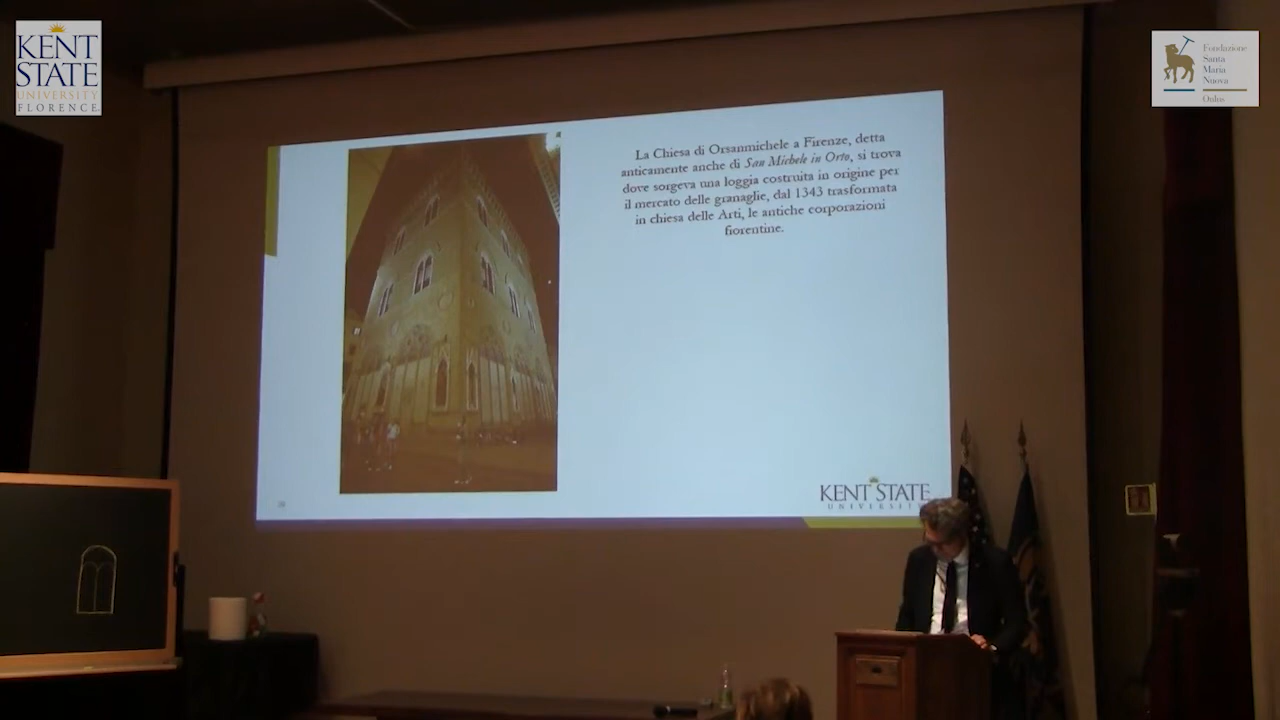 KENT
STATE
UNIVERSITY
FLORENCE
Fondazione
Santa
Maria
Nuova
Onlus
La Chiesa di Orsanmichele a Firenze, detta
anticamente anche di San Michele in Orto, si trova
dove sorgeva una loggia costruita in origine per
il mercato delle granaglie, dal 1343 trasformata
in chiesa delle Arti, le antiche corporazioni
fiorentine.
KENT STATE
UNIVERSITY